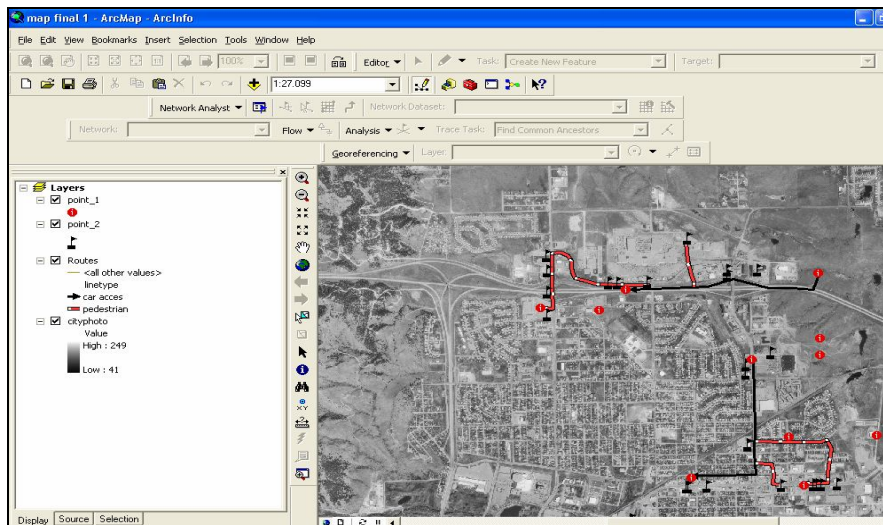 map final 1 - ArcMap - ArcInfo
File Edit View Bookmarks Insert Selection Tools Window Help
100% Editor Task: Create New Feature Target:
1:27.099
Network Analyst Network Dataset:
Network: Flow Analysis Trace Task: Find Common Ancestors
Georeferencing Layer:
Layers
point_1
point_2
Routes
<all other values>
linetype
car acces
pedestrian
cityphoto
Value
High : 249
Low : 41
Display Source Selection